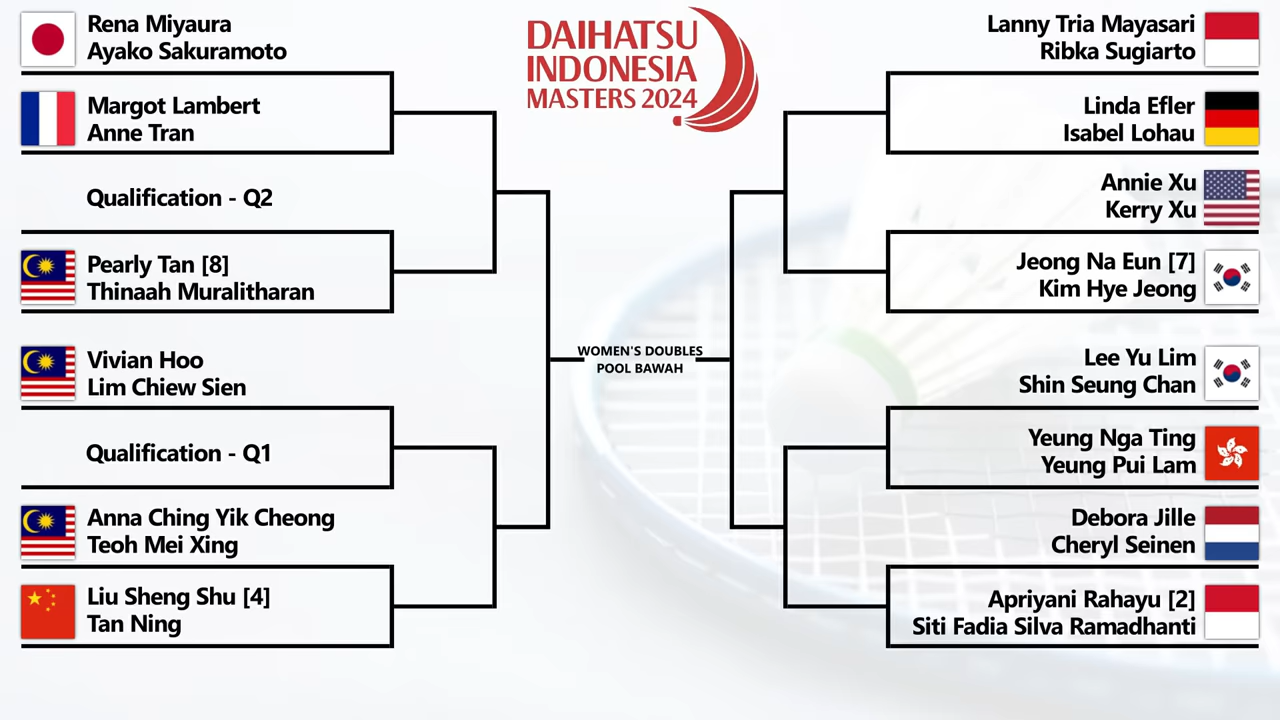 Rena Miyaura
Ayako Sakuramoto
Margot Lambert
Anne Tran
Qualification - Q2
Pearly Tan [8]
Thinaah Muralitharan
Vivian Hoo
Lim Chiew Sien
Qualification - Q1
Anna Ching Yik Cheong
Teoh Mei Xing
Liu Sheng Shu [4]
Tan Ning
DAIHATSU
INDONESIA
MASTERS 2024
WOMEN'S DOUBLES
POOL BAWAH
Lanny Tria Mayasari
Ribka Sugiarto
Linda Efler
Isabel Lohau
Annie Xu
Kerry Xu
Jeong Na Eun [7]
Kim Hye Jeong
Lee Yu Lim
Shin Seung Chan
Yeung Nga Ting
Yeung Pui Lam
Debora Jille
Cheryl Seinen
Apriyani Rahayu [2]
Siti Fadia Silva Ramadhanti